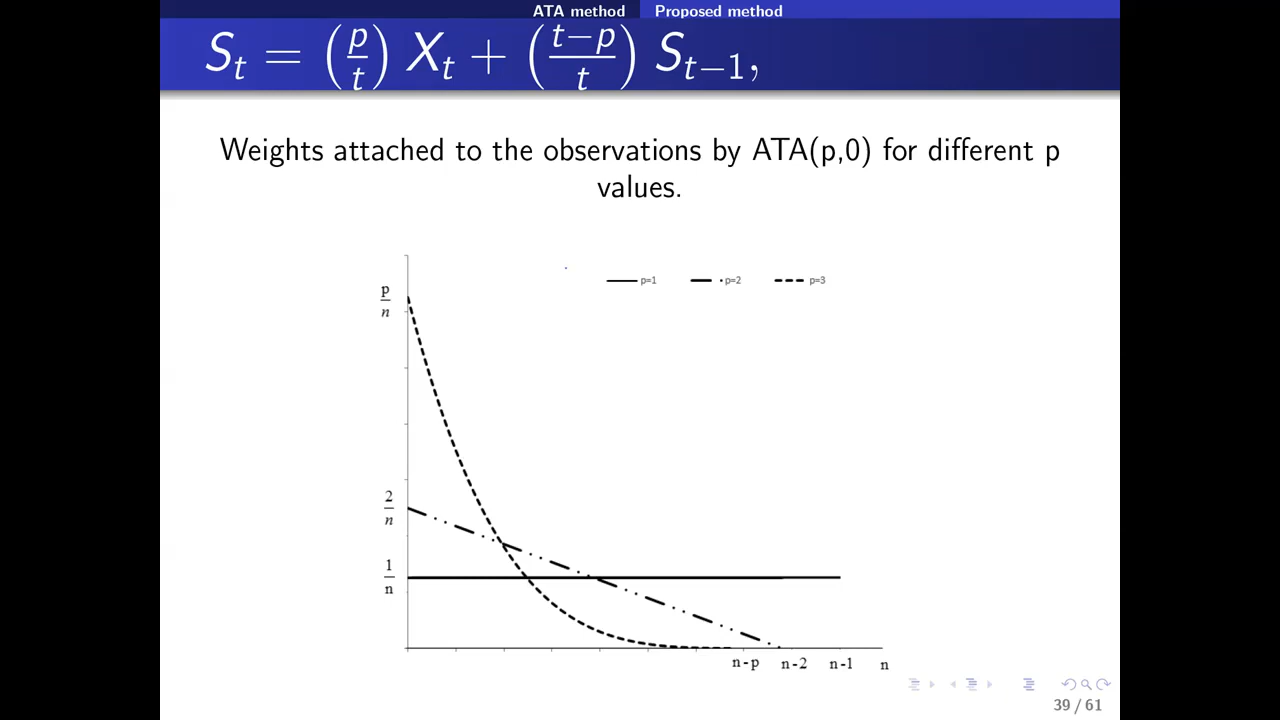 ATA method Proposed method
S_t = (p/t) X_t + (t−p/t) S_{t−1},
Weights attached to the observations by ATA(p,0) for different p
values.
p=1 p=2 p=3
p/n
2/n
1/n
n-p n-2 n-1 n
39 / 61